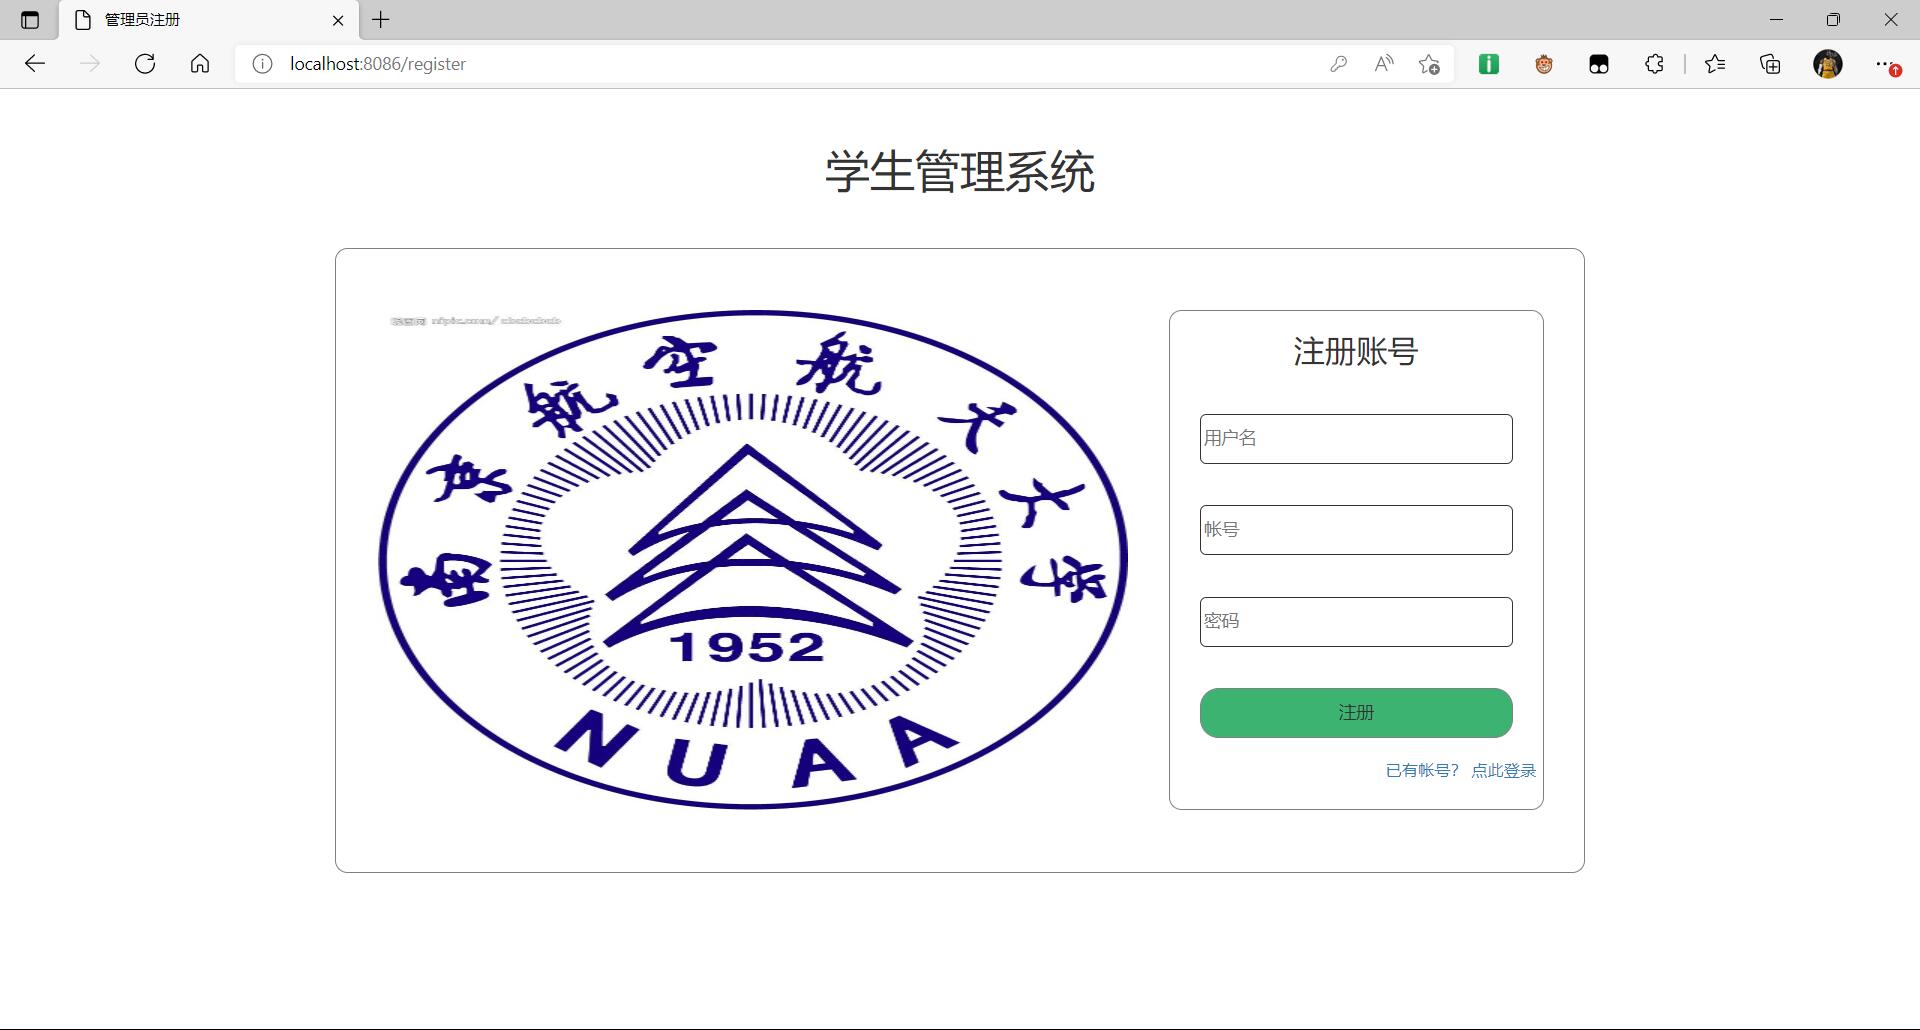 管理员注册
localhost:8086/register
学生管理系统
南京航空航天大学
1952
NUAA
注册账号
用户名
帐号
密码
注册
已有帐号? 点此登录